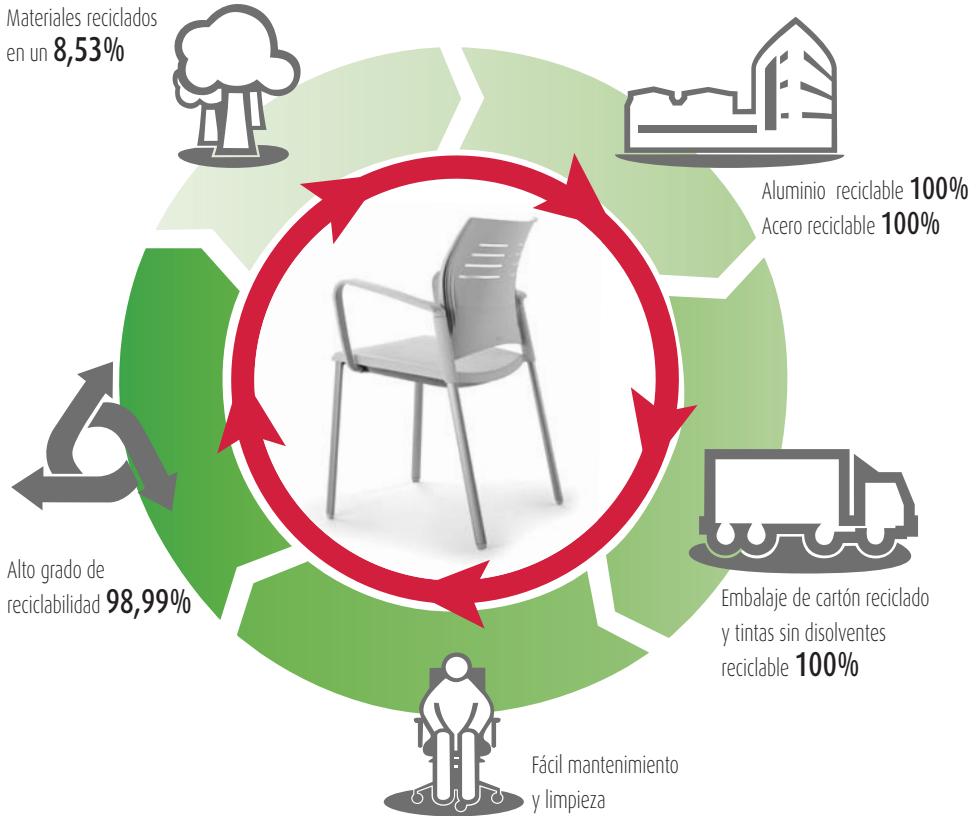 Materiales reciclados
en un 8,53%
Aluminio reciclable 100%
Acero reciclable 100%
Embalaje de cartón reciclado
y tintas sin disolventes
reciclable 100%
Fácil mantenimiento
y limpieza
Alto grado de
reciclabilidad 98,99%